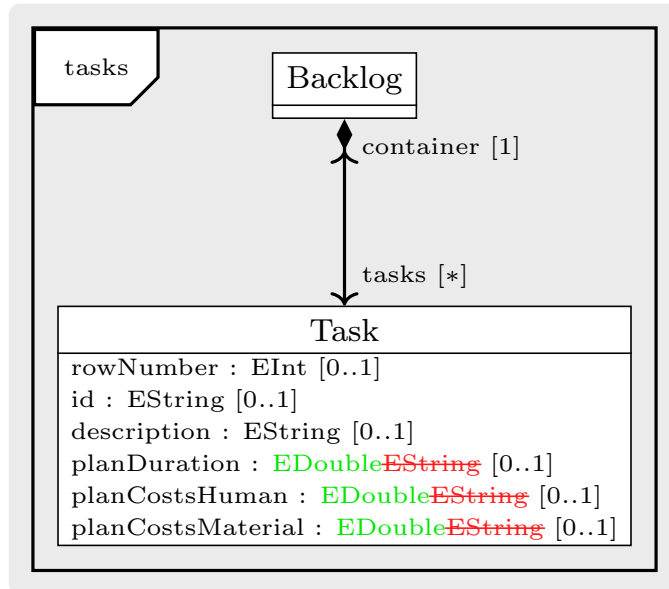 tasks
Backlog
container [1]
tasks [*]
Task
rowNumber : EInt [0..1]
id : EString [0..1]
description : EString [0..1]
planDuration : EDoubleEString [0..1]
planCostsHuman : EDoubleEString [0..1]
planCostsMaterial : EDoubleEString [0..1]